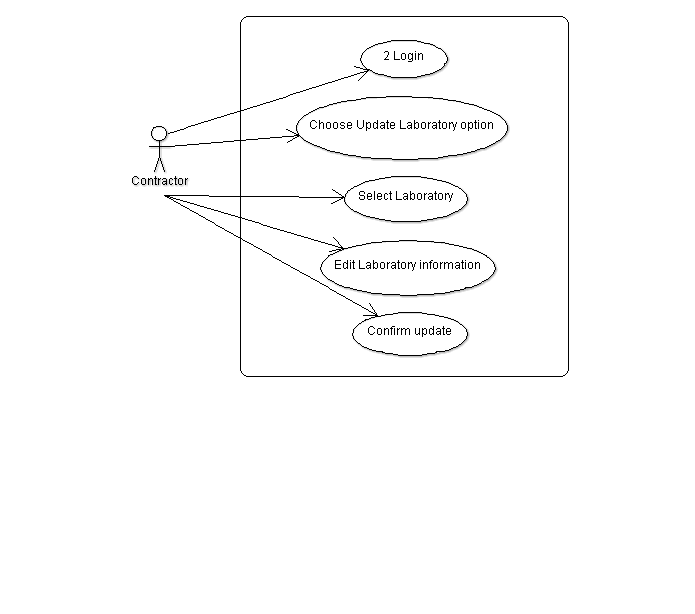 2 Login
Choose Update Laboratory option
Contractor
Select Laboratory
Edit Laboratory information
Confirm update